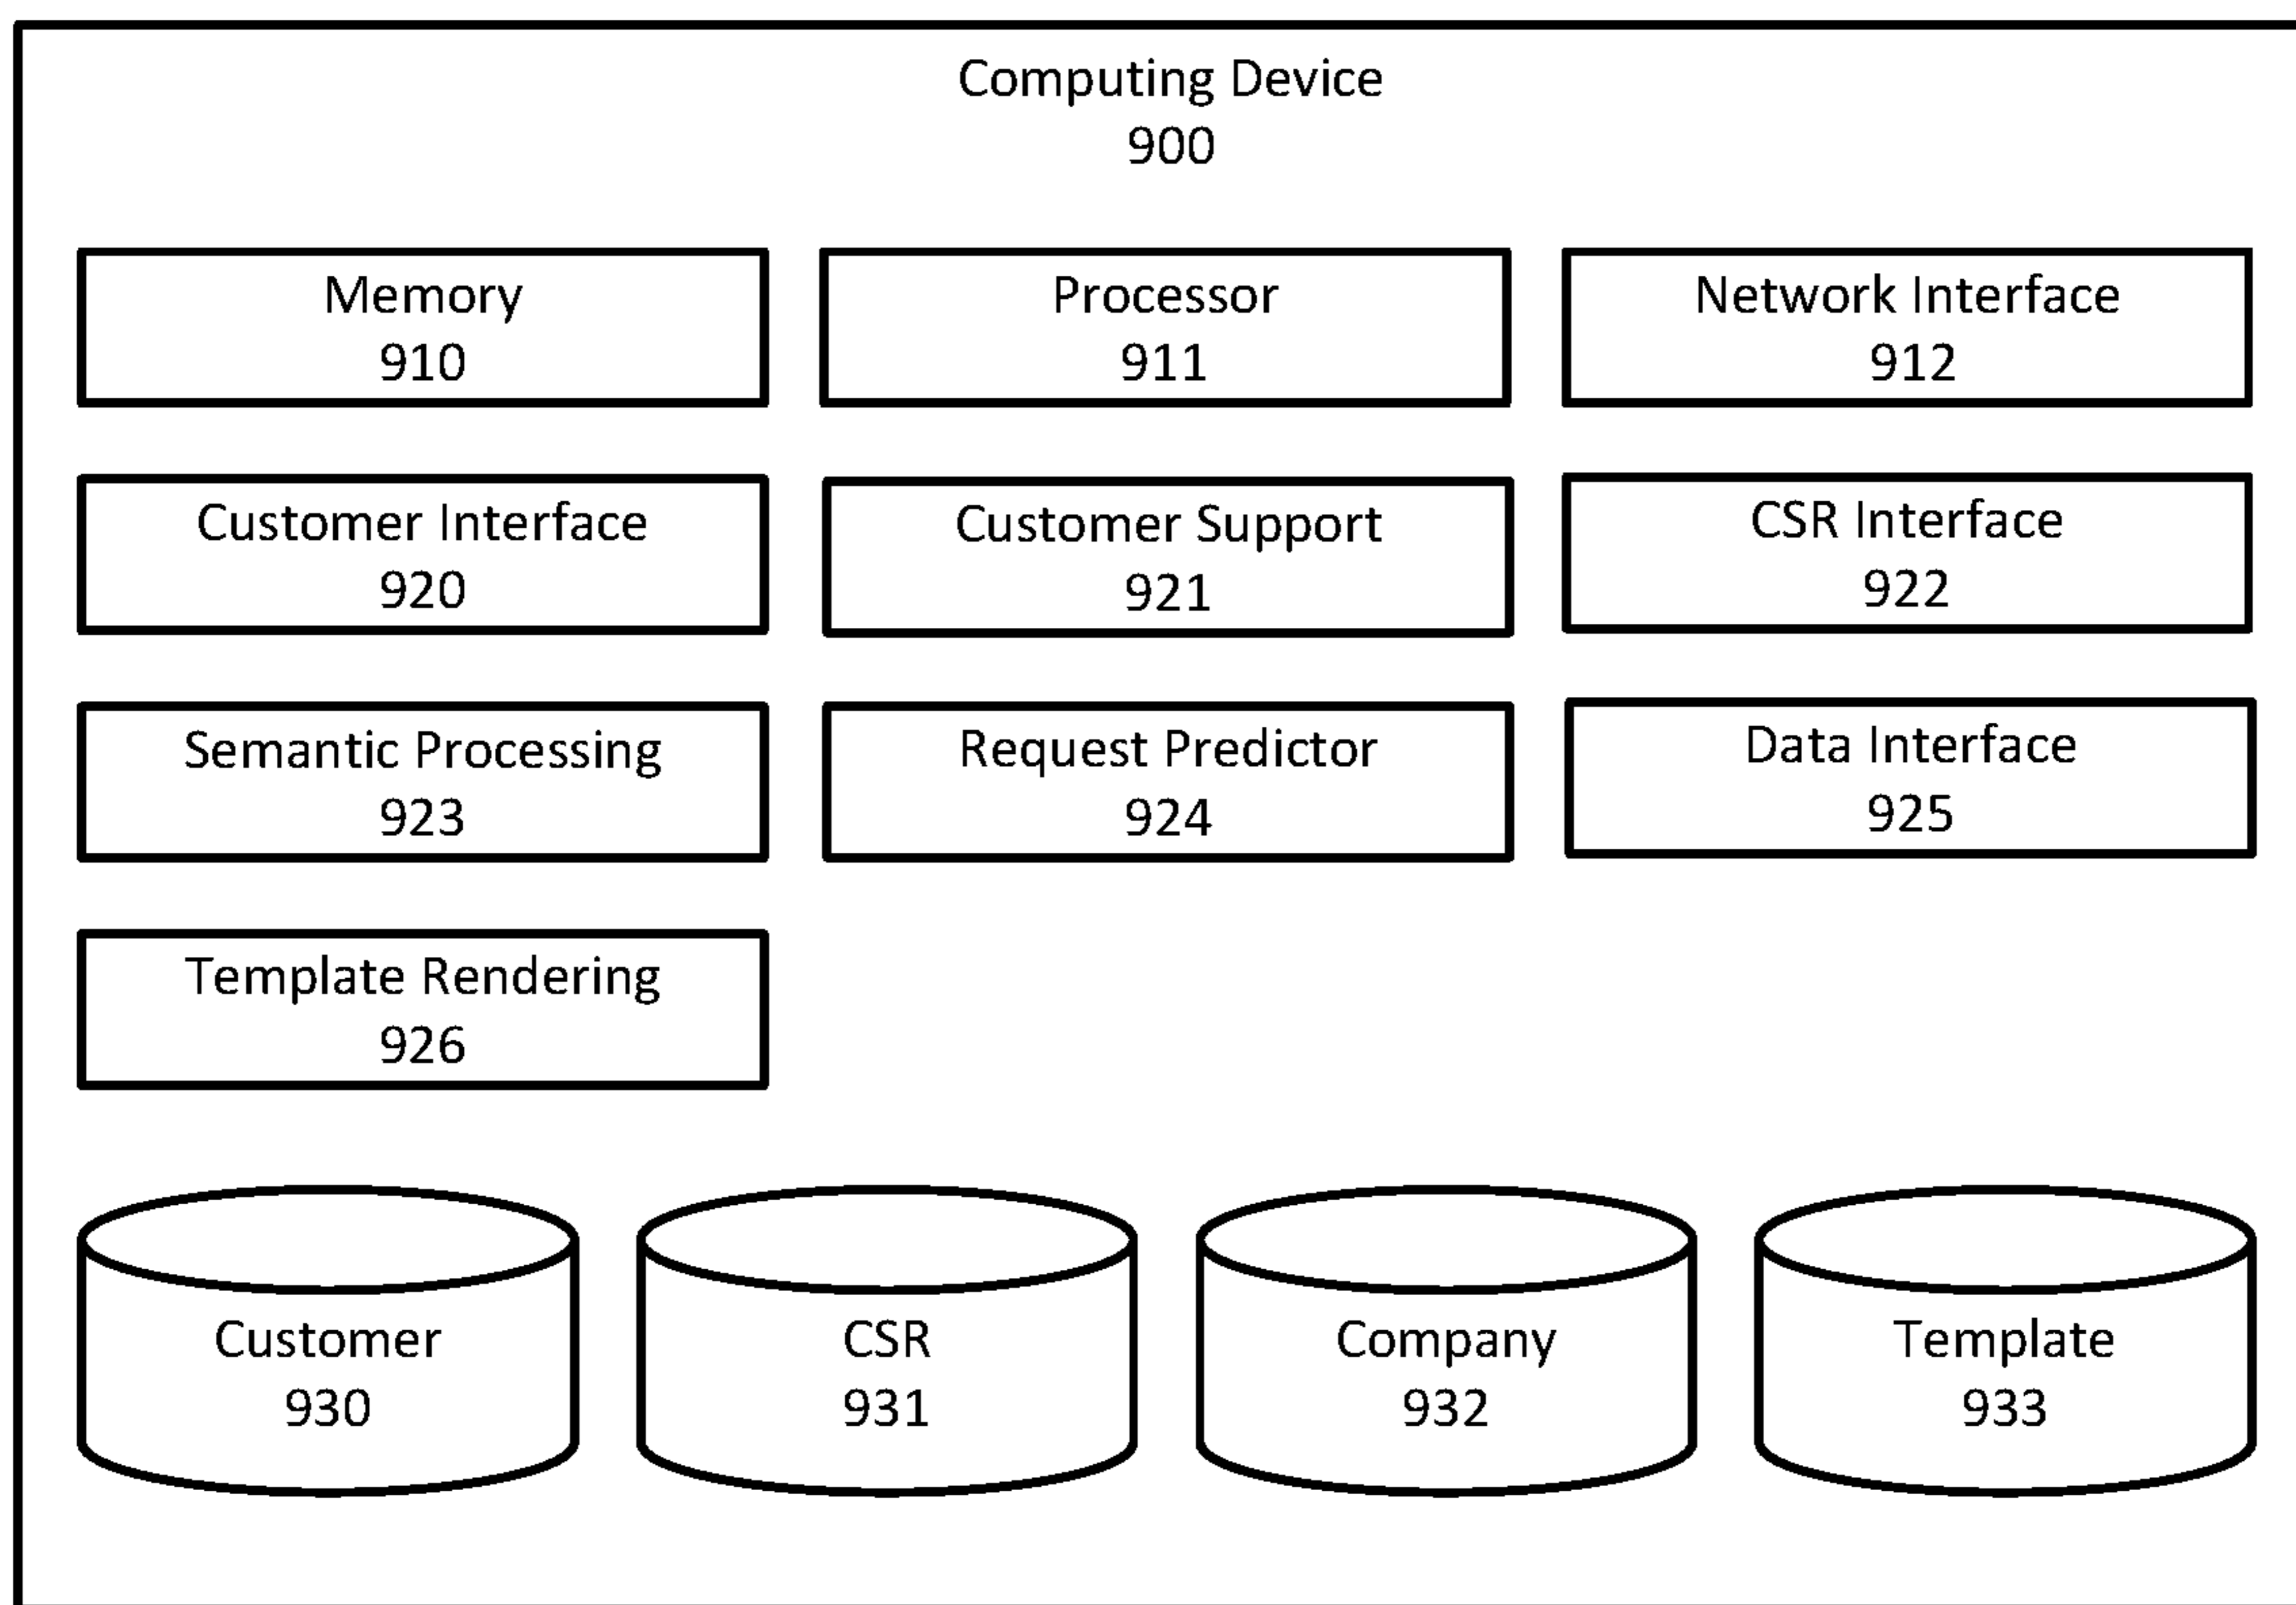 Computing Device
900
Memory
910
Processor
911
Network Interface
912
Customer Interface
920
Customer Support
921
CSR Interface
922
Semantic Processing
923
Request Predictor
924
Data Interface
925
Template Rendering
926
Customer
930
CSR
931
Company
932
Template
933